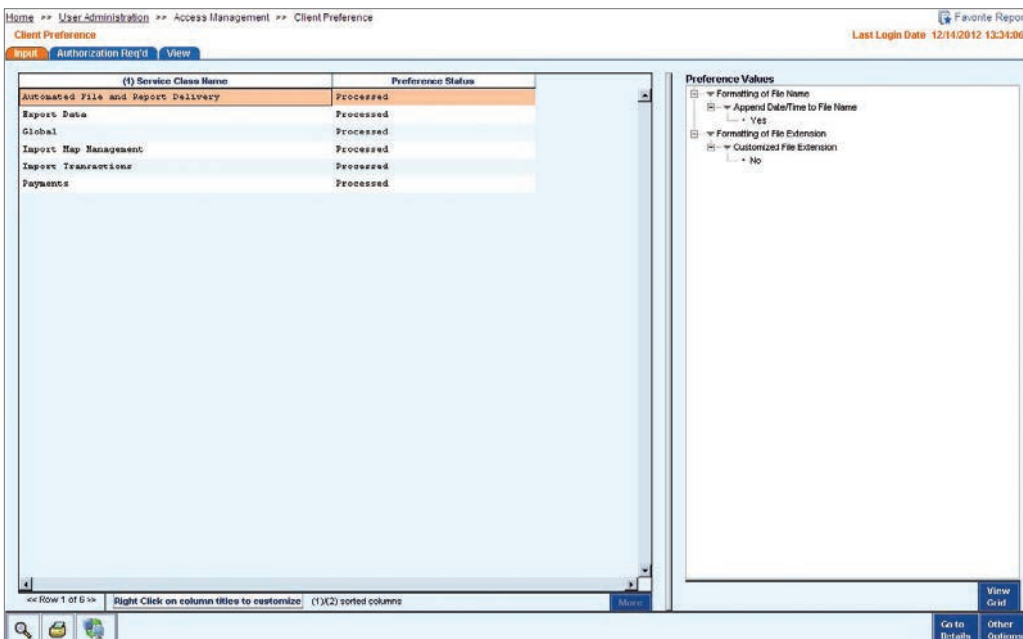 Home >> User Administration >> Access Management >> Client Preference
Favorite Repor
Client Preference
Last Login Date 12/14/2012 13:34:06
Input Authorization Req'd View
(1) Service Class Name Preference Status
Automated File and Report Delivery Processed
Export Data Processed
Global Processed
Import Map Management Processed
Import Transactions Processed
Payments Processed
Preference Values
Formatting of File Name
Append Date/Time to File Name
• Yes
Formatting of File Extension
Customized File Extension
• No
<< Row 1 of 6 >> Right Click on column titles to customize (1)/(2) sorted columns More
View Grid
Go to Details
Other Options